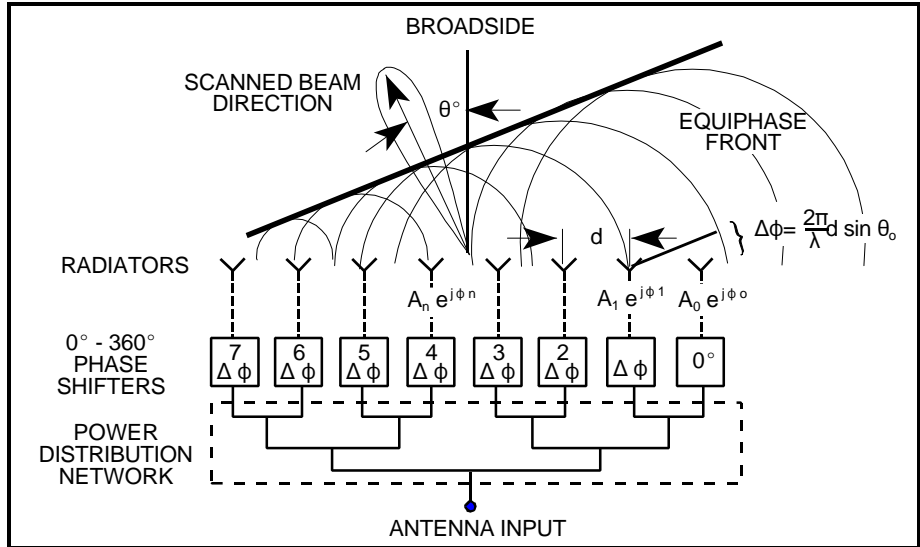 BROADSIDE
SCANNED BEAM
DIRECTION
θ°
EQUIPHASE
FRONT
d
} Δϕ= 2π/λ d sin θₒ
RADIATORS
Aₙ e^jϕn
A₁ e^jϕ1
A₀ e^jϕo
0° - 360°
PHASE
SHIFTERS
7
Δ ϕ
6
Δ ϕ
5
Δ ϕ
4
Δ ϕ
3
Δ ϕ
2
Δ ϕ
Δ ϕ
0°
POWER
DISTRIBUTION
NETWORK
ANTENNA INPUT